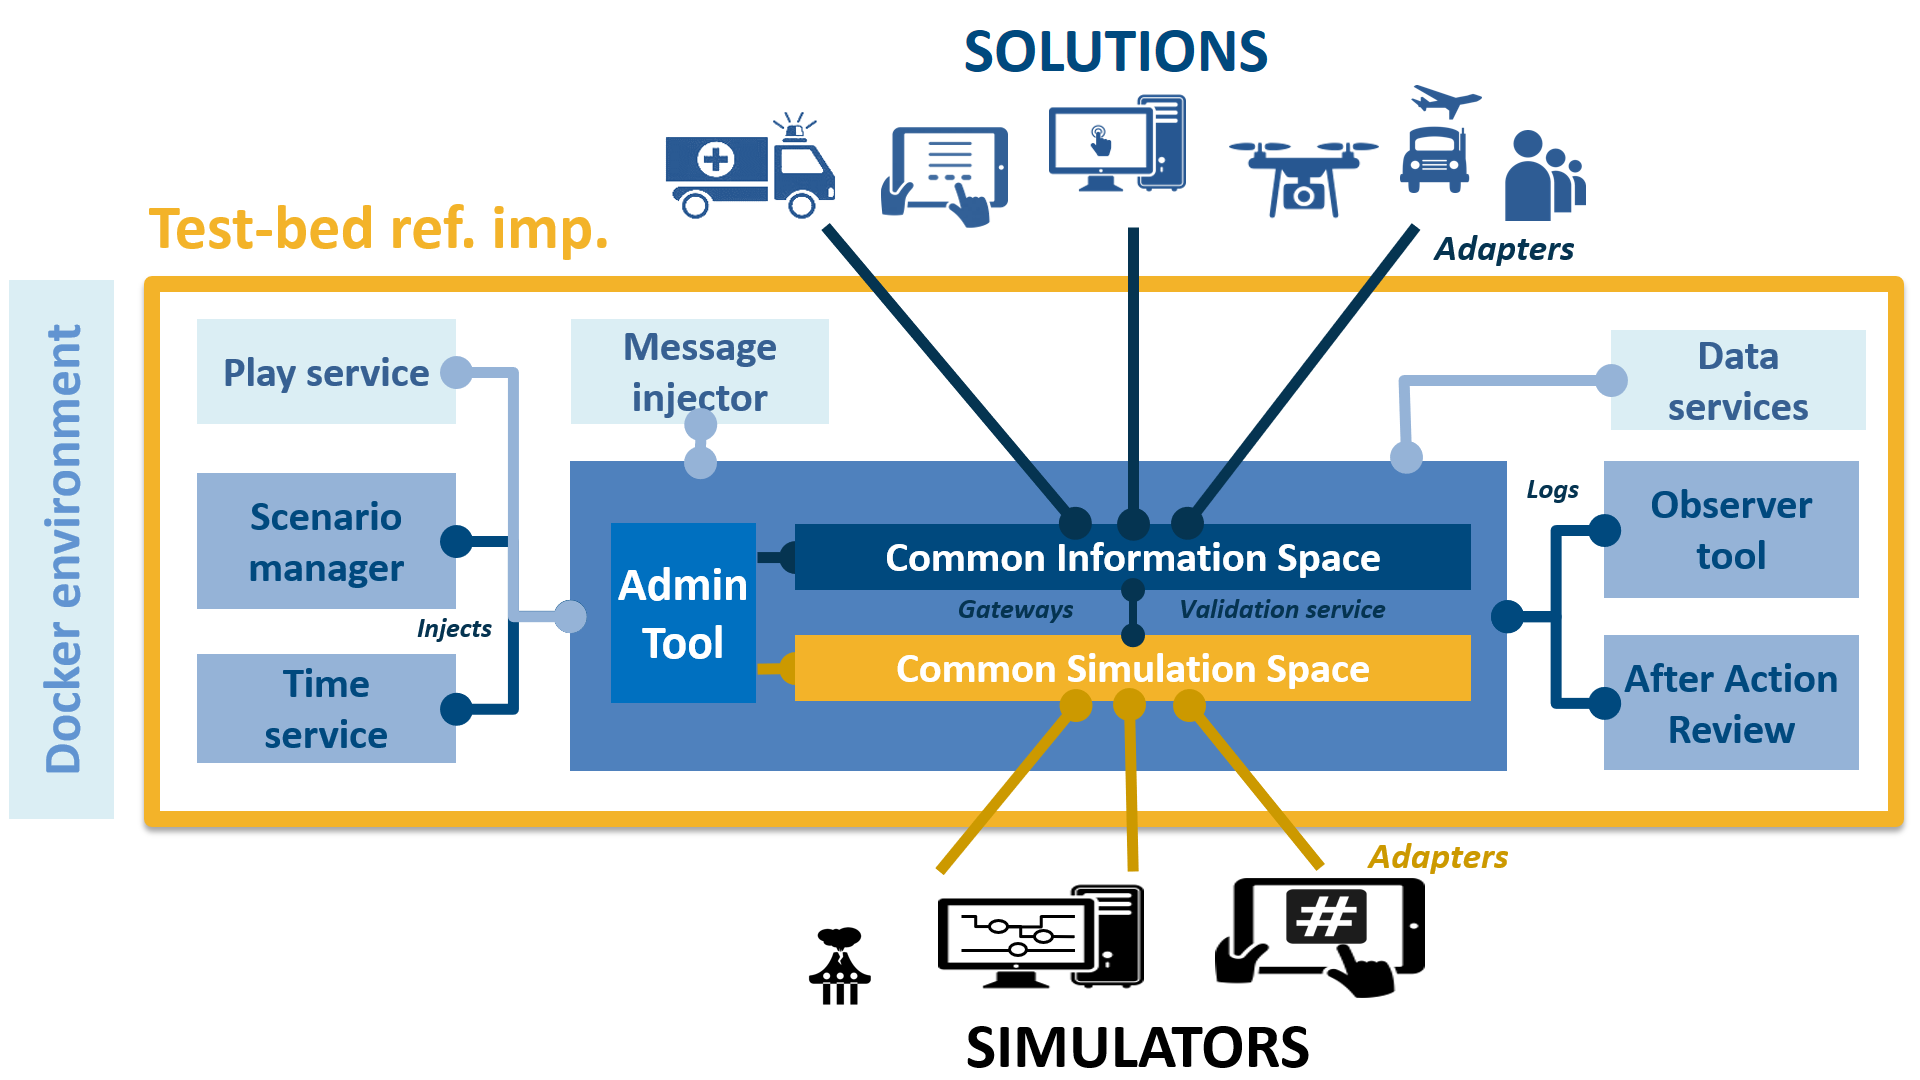 SOLUTIONS
Test-bed ref. imp.
Adapters
Docker environment
Play service
Message
injector
Data
services
Scenario
manager
Injects
Time
service
Admin
Tool
Common Information Space
Gateways
Validation service
Common Simulation Space
Logs
Observer
tool
After Action
Review
Adapters
#
SIMULATORS